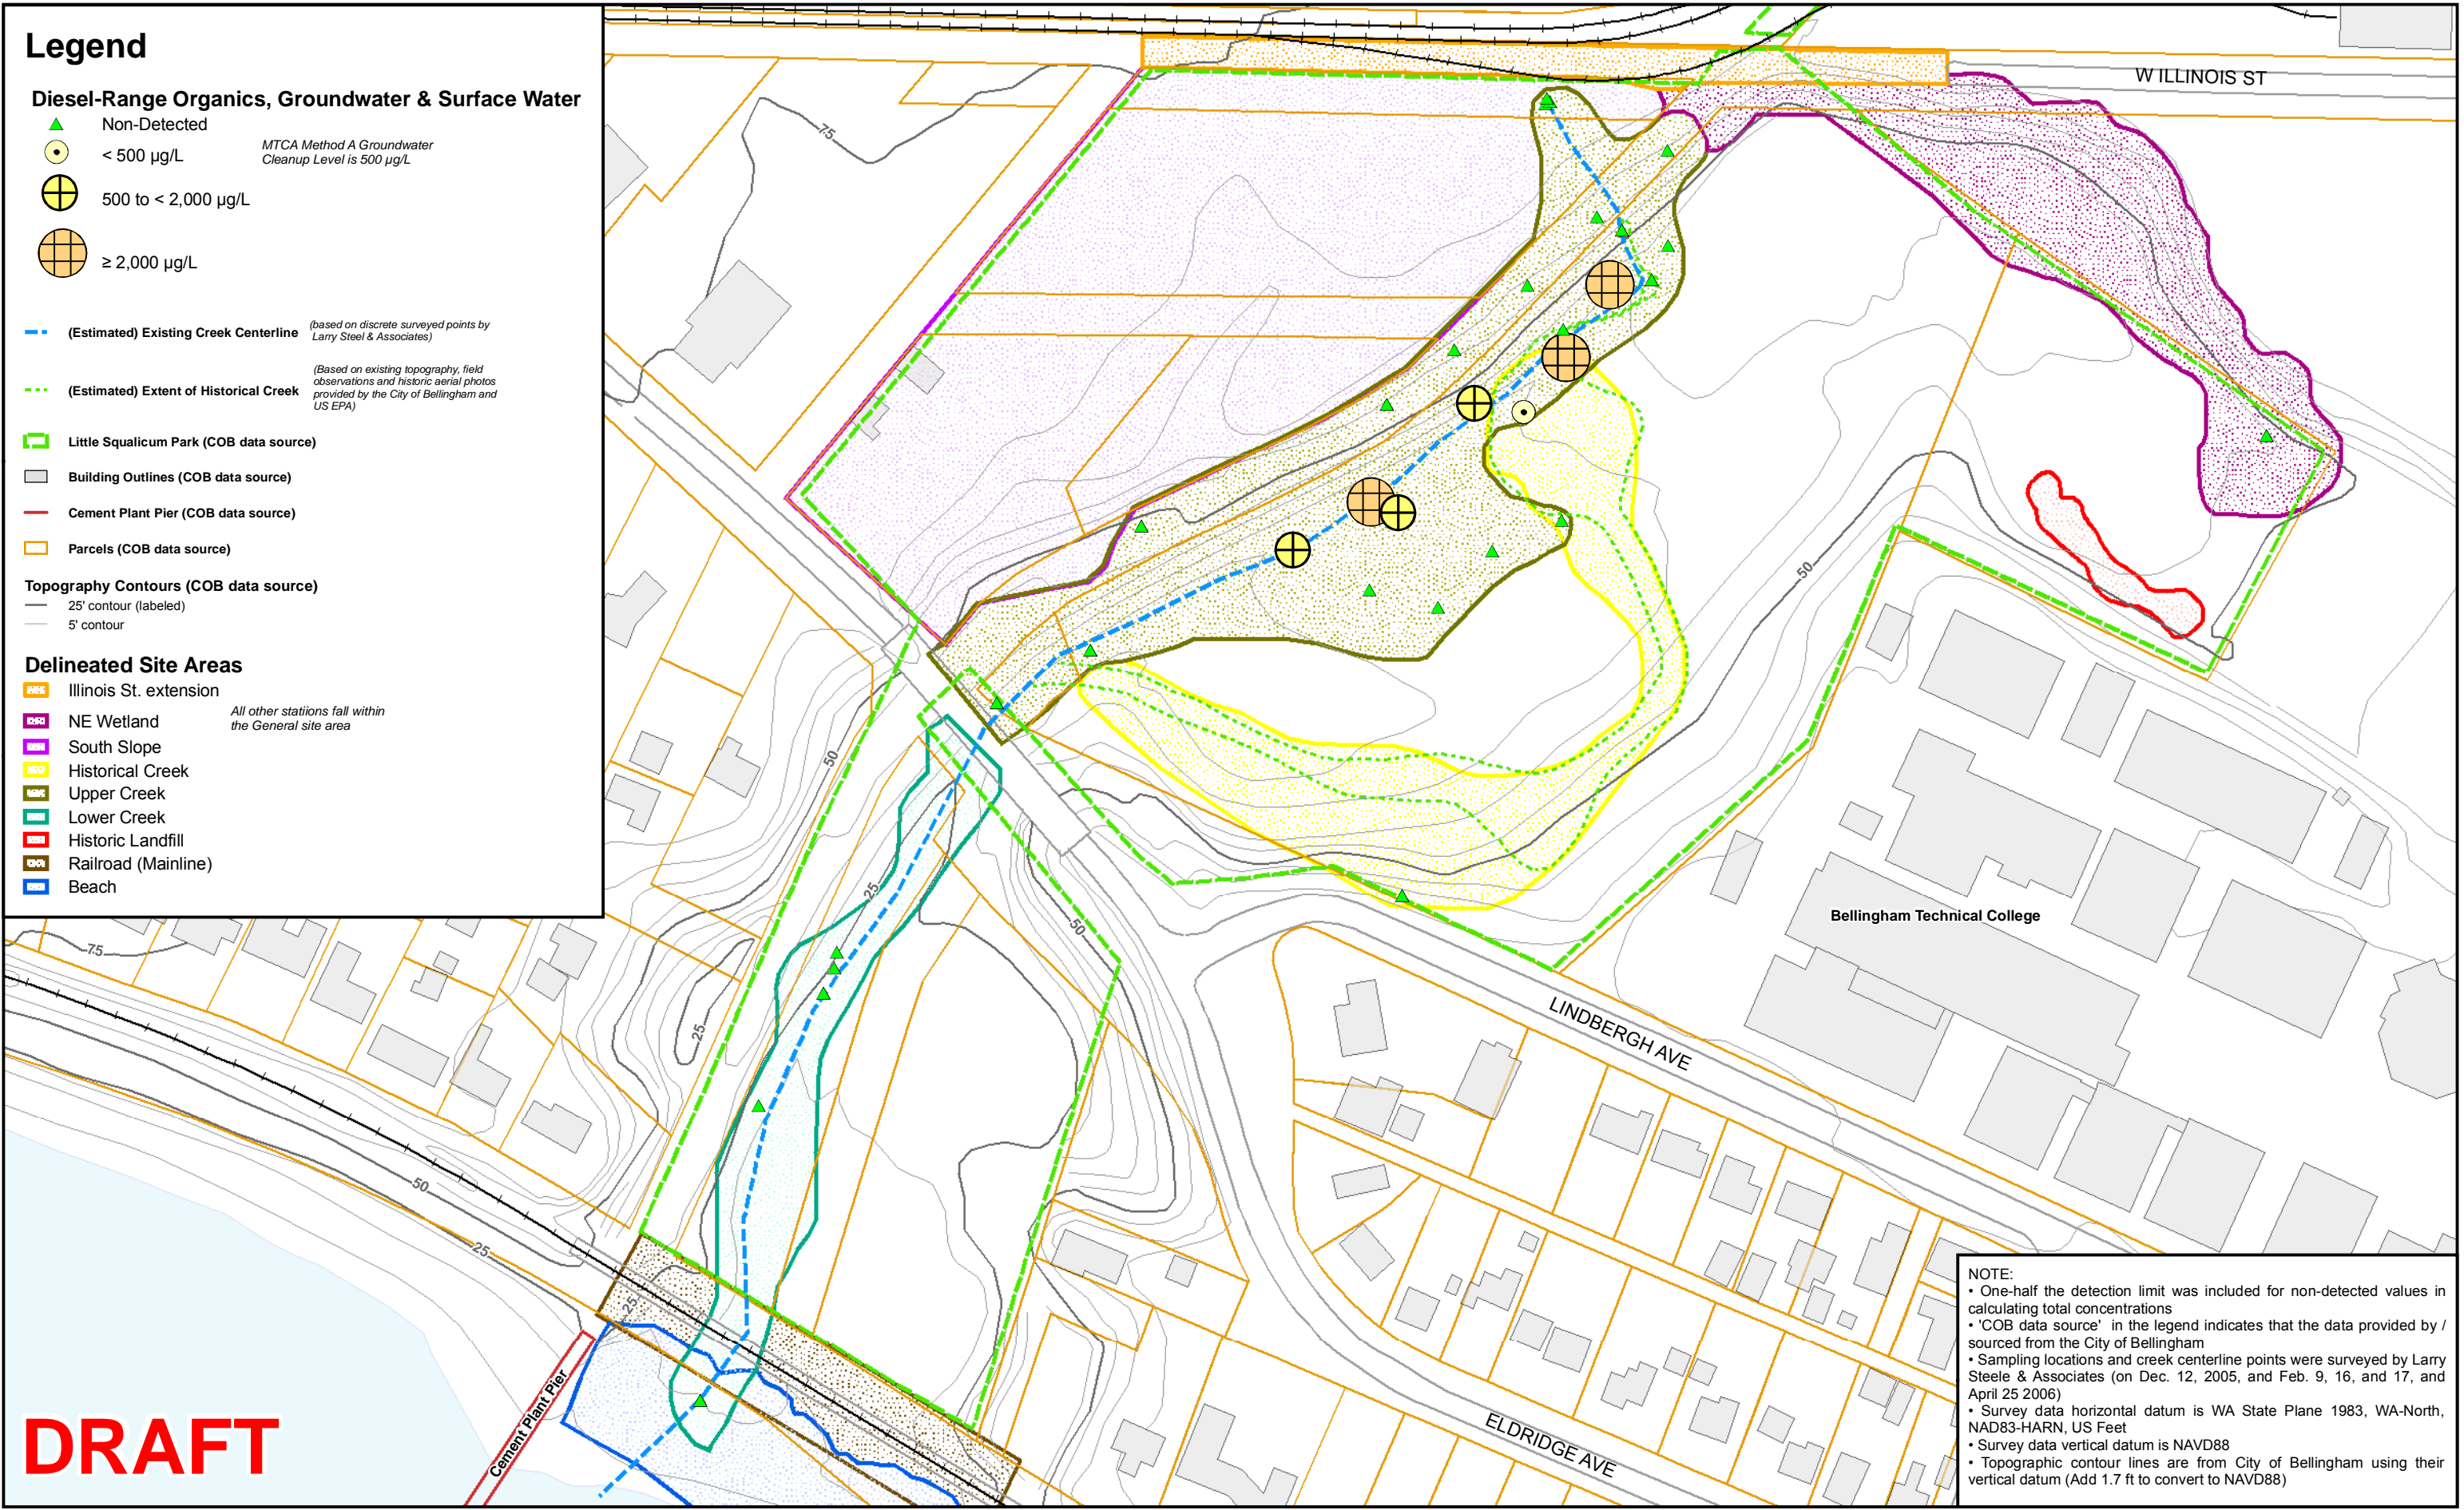 Legend
Diesel-Range Organics, Groundwater & Surface Water
Non-Detected
< 500 µg/L
MTCA Method A Groundwater
Cleanup Level is 500 µg/L
500 to < 2,000 µg/L
≥ 2,000 µg/L
(Estimated) Existing Creek Centerline
(based on discrete surveyed points by
Larry Steel & Associates)
(Estimated) Extent of Historical Creek
(Based on existing topography, field
observations and historic aerial photos
provided by the City of Bellingham and
US EPA)
Little Squalicum Park (COB data source)
Building Outlines (COB data source)
Cement Plant Pier (COB data source)
Parcels (COB data source)
Topography Contours (COB data source)
25' contour (labeled)
5' contour
Delineated Site Areas
Illinois St. extension
NE Wetland
All other statiions fall within
the General site area
South Slope
Historical Creek
Upper Creek
Lower Creek
Historic Landfill
Railroad (Mainline)
Beach
W ILLINOIS ST
75
50
50
25
50
25
75
50
25
25
Bellingham Technical College
LINDBERGH AVE
ELDRIDGE AVE
Cement Plant Pier
DRAFT
NOTE:
• One-half the detection limit was included for non-detected values in
calculating total concentrations
• 'COB data source' in the legend indicates that the data provided by /
sourced from the City of Bellingham
• Sampling locations and creek centerline points were surveyed by Larry
Steele & Associates (on Dec. 12, 2005, and Feb. 9, 16, and 17, and
April 25 2006)
• Survey data horizontal datum is WA State Plane 1983, WA-North,
NAD83-HARN, US Feet
• Survey data vertical datum is NAVD88
• Topographic contour lines are from City of Bellingham using their
vertical datum (Add 1.7 ft to convert to NAVD88)